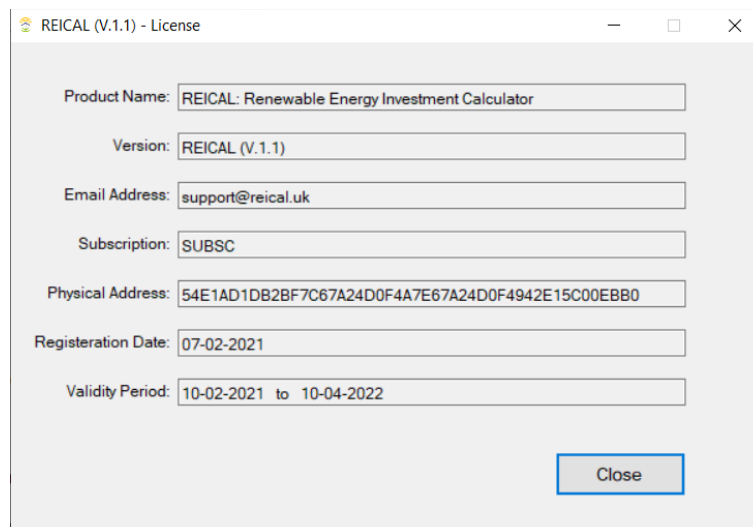 REICAL (V.1.1) - License
Product Name: REICAL: Renewable Energy Investment Calculator
Version: REICAL (V.1.1)
Email Address: support@reical.uk
Subscription: SUBSC
Physical Address: 54E1AD1DB2BF7C67A24D0F4A7E67A24D0F4942E15C00EBB0
Registeration Date: 07-02-2021
Validity Period: 10-02-2021 to 10-04-2022
Close